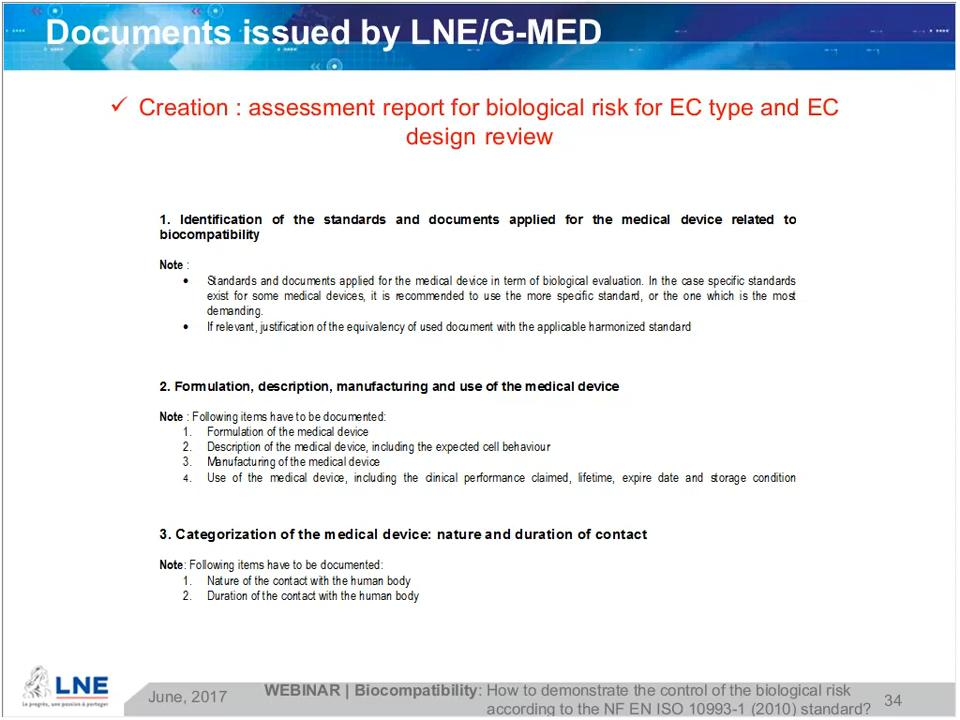 Documents issued by LNE/G-MED
✓ Creation : assessment report for biological risk for EC type and EC
design review
1. Identification of the standards and documents applied for the medical device related to
biocompatibility
Note :
• Standards and documents applied for the medical device in term of biological evaluation. In the case specific standards
exist for some medical devices, it is recommended to use the more specific standard, or the one which is the most
demanding.
• If relevant, justification of the equivalency of used document with the applicable harmonized standard
2. Formulation, description, manufacturing and use of the medical device
Note : Following items have to be documented:
1. Formulation of the medical device
2. Description of the medical device, including the expected cell behaviour
3. Manufacturing of the medical device
4. Use of the medical device, including the clinical performance claimed, lifetime, expire date and storage condition
3. Categorization of the medical device: nature and duration of contact
Note: Following items have to be documented:
1. Nature of the contact with the human body
2. Duration of the contact with the human body
LNE
Le progrès, une passion à partager
June, 2017
WEBINAR | Biocompatibility: How to demonstrate the control of the biological risk
according to the NF EN ISO 10993-1 (2010) standard?
34